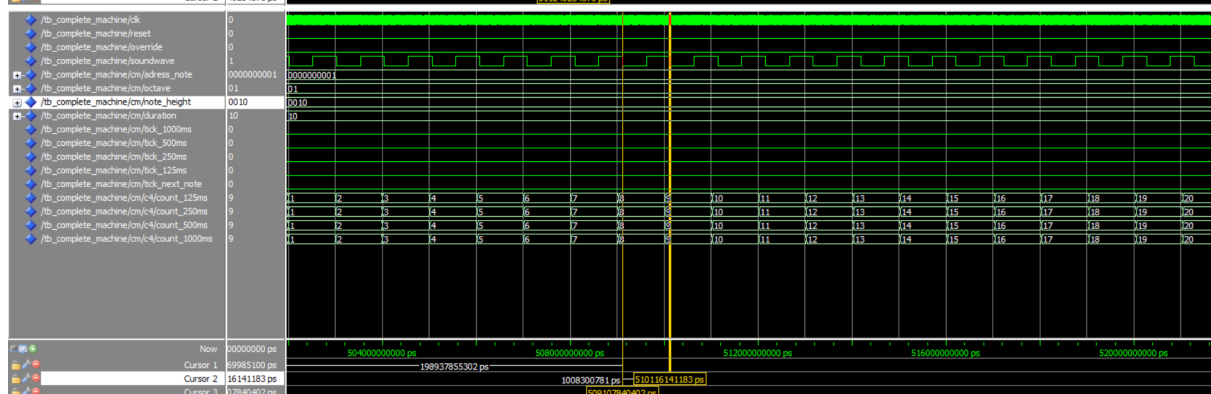 /tb_complete_machine/clk 0
/tb_complete_machine/reset 0
/tb_complete_machine/override 0
/tb_complete_machine/soundwave 1
/tb_complete_machine/cm/adress_note 0000000001 0000000001
/tb_complete_machine/cm/octave 01 01
/tb_complete_machine/cm/note_height 0010 0010
/tb_complete_machine/cm/duration 10 10
/tb_complete_machine/cm/tick_1000ms 0
/tb_complete_machine/cm/tick_500ms 0
/tb_complete_machine/cm/tick_250ms 0
/tb_complete_machine/cm/tick_125ms 0
/tb_complete_machine/cm/tick_next_note 0
/tb_complete_machine/cm/c4/count_125ms 9 1 2 3 4 5 6 7 8 9 10 11 12 13 14 15 16 17 18 19 20
/tb_complete_machine/cm/c4/count_250ms 9 1 2 3 4 5 6 7 8 9 10 11 12 13 14 15 16 17 18 19 20
/tb_complete_machine/cm/c4/count_500ms 9 1 2 3 4 5 6 7 8 9 10 11 12 13 14 15 16 17 18 19 20
/tb_complete_machine/cm/c4/count_1000ms 9 1 2 3 4 5 6 7 8 9 10 11 12 13 14 15 16 17 18 19 20
Now 00000000 ps 504000000000 ps 508000000000 ps 512000000000 ps 516000000000 ps 520000000000 ps
Cursor 1 69985100 ps 198937855302 ps
Cursor 2 16141183 ps 1008300781 ps 510116141183 ps
Cursor 3 07840402 ps 509107840402 ps